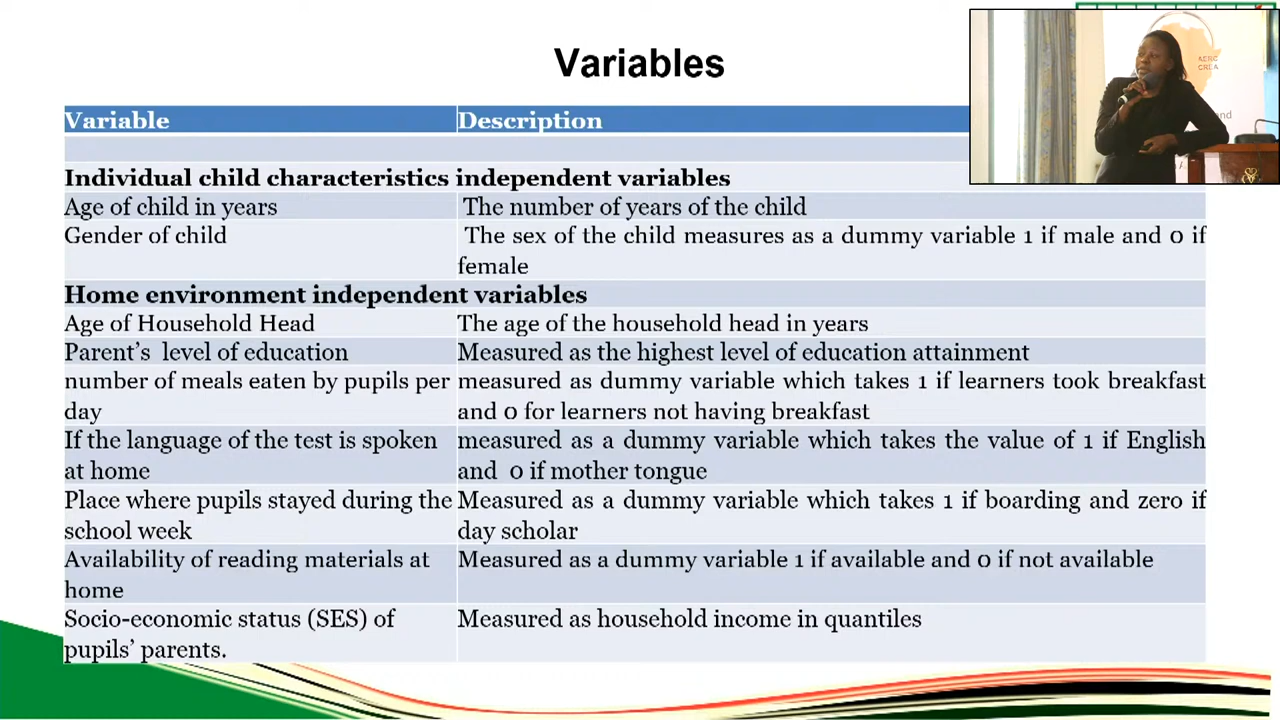 Variables
AERC
CREA
nd
Variable Description
Individual child characteristics independent variables
Age of child in years The number of years of the child
Gender of child The sex of the child measures as a dummy variable 1 if male and 0 if
female
Home environment independent variables
Age of Household Head The age of the household head in years
Parent’s level of education Measured as the highest level of education attainment
number of meals eaten by pupils per measured as dummy variable which takes 1 if learners took breakfast
day and 0 for learners not having breakfast
If the language of the test is spoken measured as a dummy variable which takes the value of 1 if English
at home and 0 if mother tongue
Place where pupils stayed during the Measured as a dummy variable which takes 1 if boarding and zero if
school week day scholar
Availability of reading materials at Measured as a dummy variable 1 if available and 0 if not available
home
Socio-economic status (SES) of Measured as household income in quantiles
pupils’ parents.